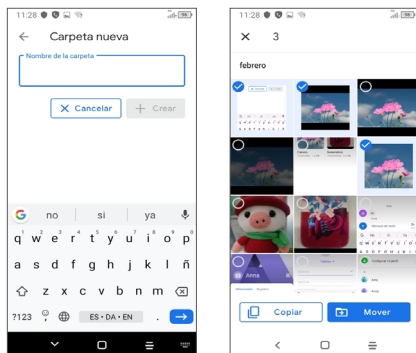 11:28
Carpeta nueva
Nombre de la carpeta
Cancelar
Crear
no
si
ya
q w e r t y u i o p
a s d f g h j k l ñ
z x c v b n m
?123
ES • DA • EN
.
11:28
3
febrero
Anna
Copiar
Mover